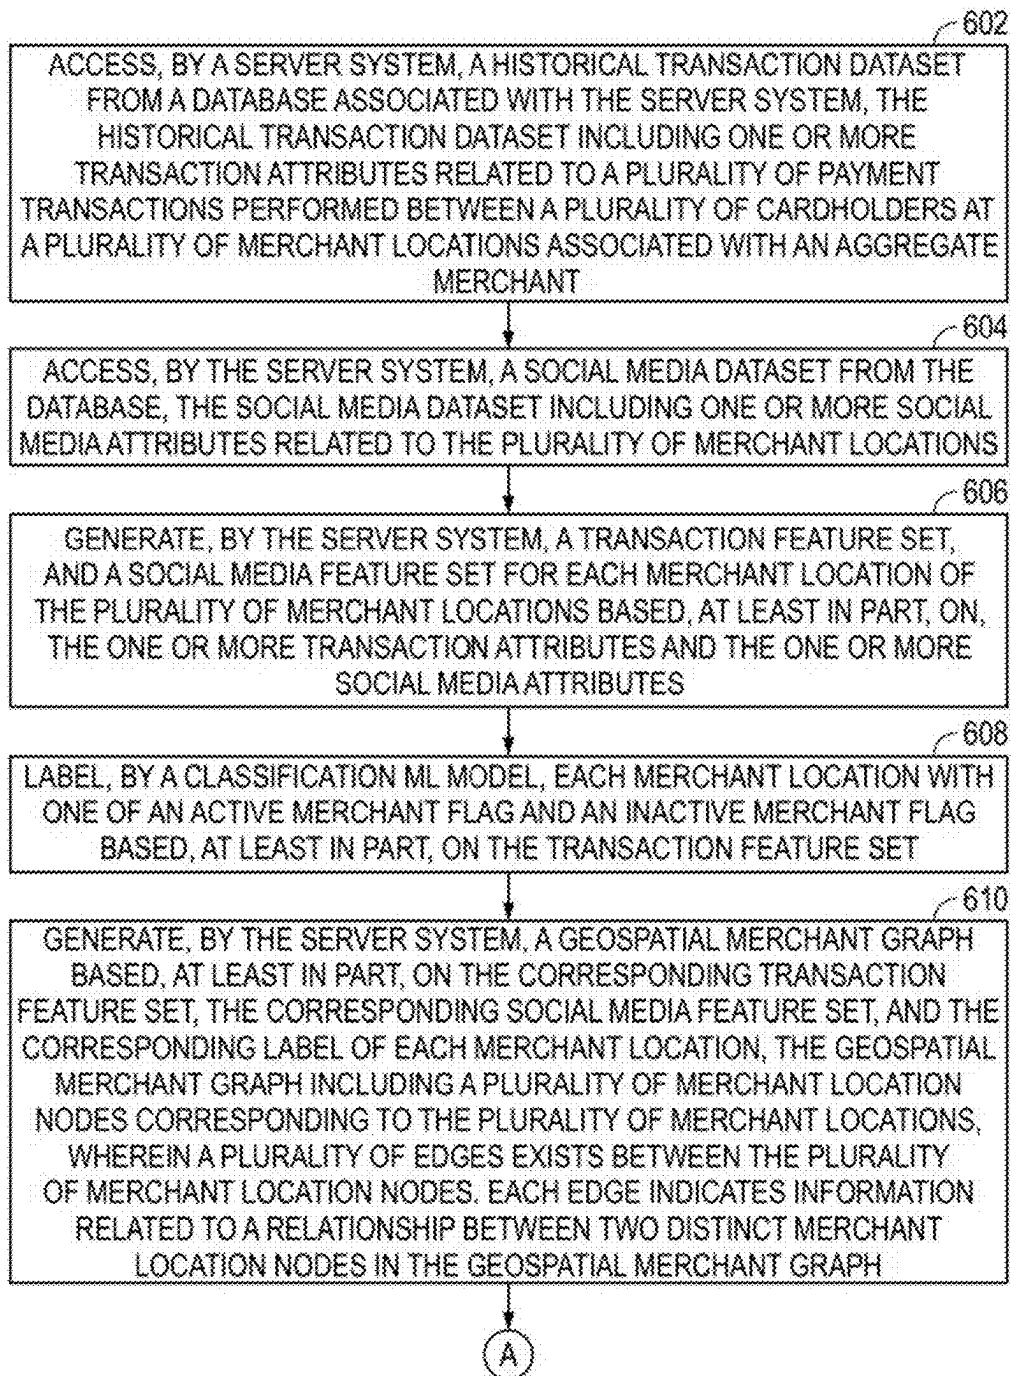 602
ACCESS, BY A SERVER SYSTEM, A HISTORICAL TRANSACTION DATASET
FROM A DATABASE ASSOCIATED WITH THE SERVER SYSTEM, THE
HISTORICAL TRANSACTION DATASET INCLUDING ONE OR MORE
TRANSACTION ATTRIBUTES RELATED TO A PLURALITY OF PAYMENT
TRANSACTIONS PERFORMED BETWEEN A PLURALITY OF CARDHOLDERS AT
A PLURALITY OF MERCHANT LOCATIONS ASSOCIATED WITH AN AGGREGATE
MERCHANT
604
ACCESS, BY THE SERVER SYSTEM, A SOCIAL MEDIA DATASET FROM THE
DATABASE, THE SOCIAL MEDIA DATASET INCLUDING ONE OR MORE SOCIAL
MEDIA ATTRIBUTES RELATED TO THE PLURALITY OF MERCHANT LOCATIONS
606
GENERATE, BY THE SERVER SYSTEM, A TRANSACTION FEATURE SET,
AND A SOCIAL MEDIA FEATURE SET FOR EACH MERCHANT LOCATION OF
THE PLURALITY OF MERCHANT LOCATIONS BASED, AT LEAST IN PART, ON,
THE ONE OR MORE TRANSACTION ATTRIBUTES AND THE ONE OR MORE
SOCIAL MEDIA ATTRIBUTES
608
LABEL, BY A CLASSIFICATION ML MODEL, EACH MERCHANT LOCATION WITH
ONE OF AN ACTIVE MERCHANT FLAG AND AN INACTIVE MERCHANT FLAG
BASED, AT LEAST IN PART, ON THE TRANSACTION FEATURE SET
610
GENERATE, BY THE SERVER SYSTEM, A GEOSPATIAL MERCHANT GRAPH
BASED, AT LEAST IN PART, ON THE CORRESPONDING TRANSACTION
FEATURE SET, THE CORRESPONDING SOCIAL MEDIA FEATURE SET, AND THE
CORRESPONDING LABEL OF EACH MERCHANT LOCATION, THE GEOSPATIAL
MERCHANT GRAPH INCLUDING A PLURALITY OF MERCHANT LOCATION
NODES CORRESPONDING TO THE PLURALITY OF MERCHANT LOCATIONS,
WHEREIN A PLURALITY OF EDGES EXISTS BETWEEN THE PLURALITY
OF MERCHANT LOCATION NODES. EACH EDGE INDICATES INFORMATION
RELATED TO A RELATIONSHIP BETWEEN TWO DISTINCT MERCHANT
LOCATION NODES IN THE GEOSPATIAL MERCHANT GRAPH
A